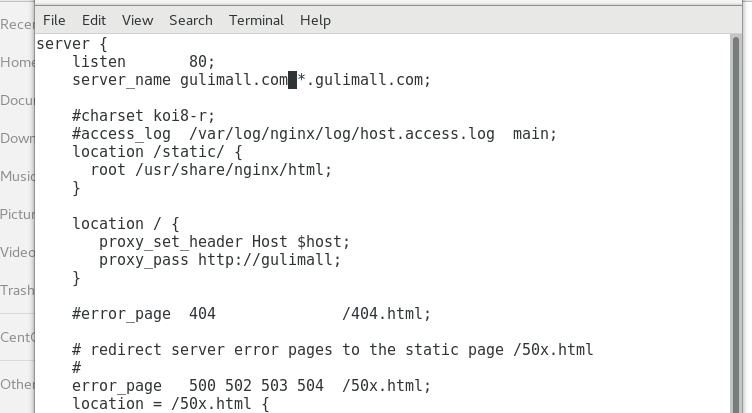 File Edit View Search Terminal Help
server {
    listen       80;
    server_name gulimall.com *.gulimall.com;

    #charset koi8-r;
    #access_log  /var/log/nginx/log/host.access.log  main;
    location /static/ {
      root /usr/share/nginx/html;
    }

    location / {
       proxy_set_header Host $host;
       proxy_pass http://gulimall;
    }

    #error_page  404              /404.html;

    # redirect server error pages to the static page /50x.html
    #
    error_page   500 502 503 504  /50x.html;
    location = /50x.html {
Recen
Home
Docu
Down
Music
Pictur
Video
Trash
CentO
Other